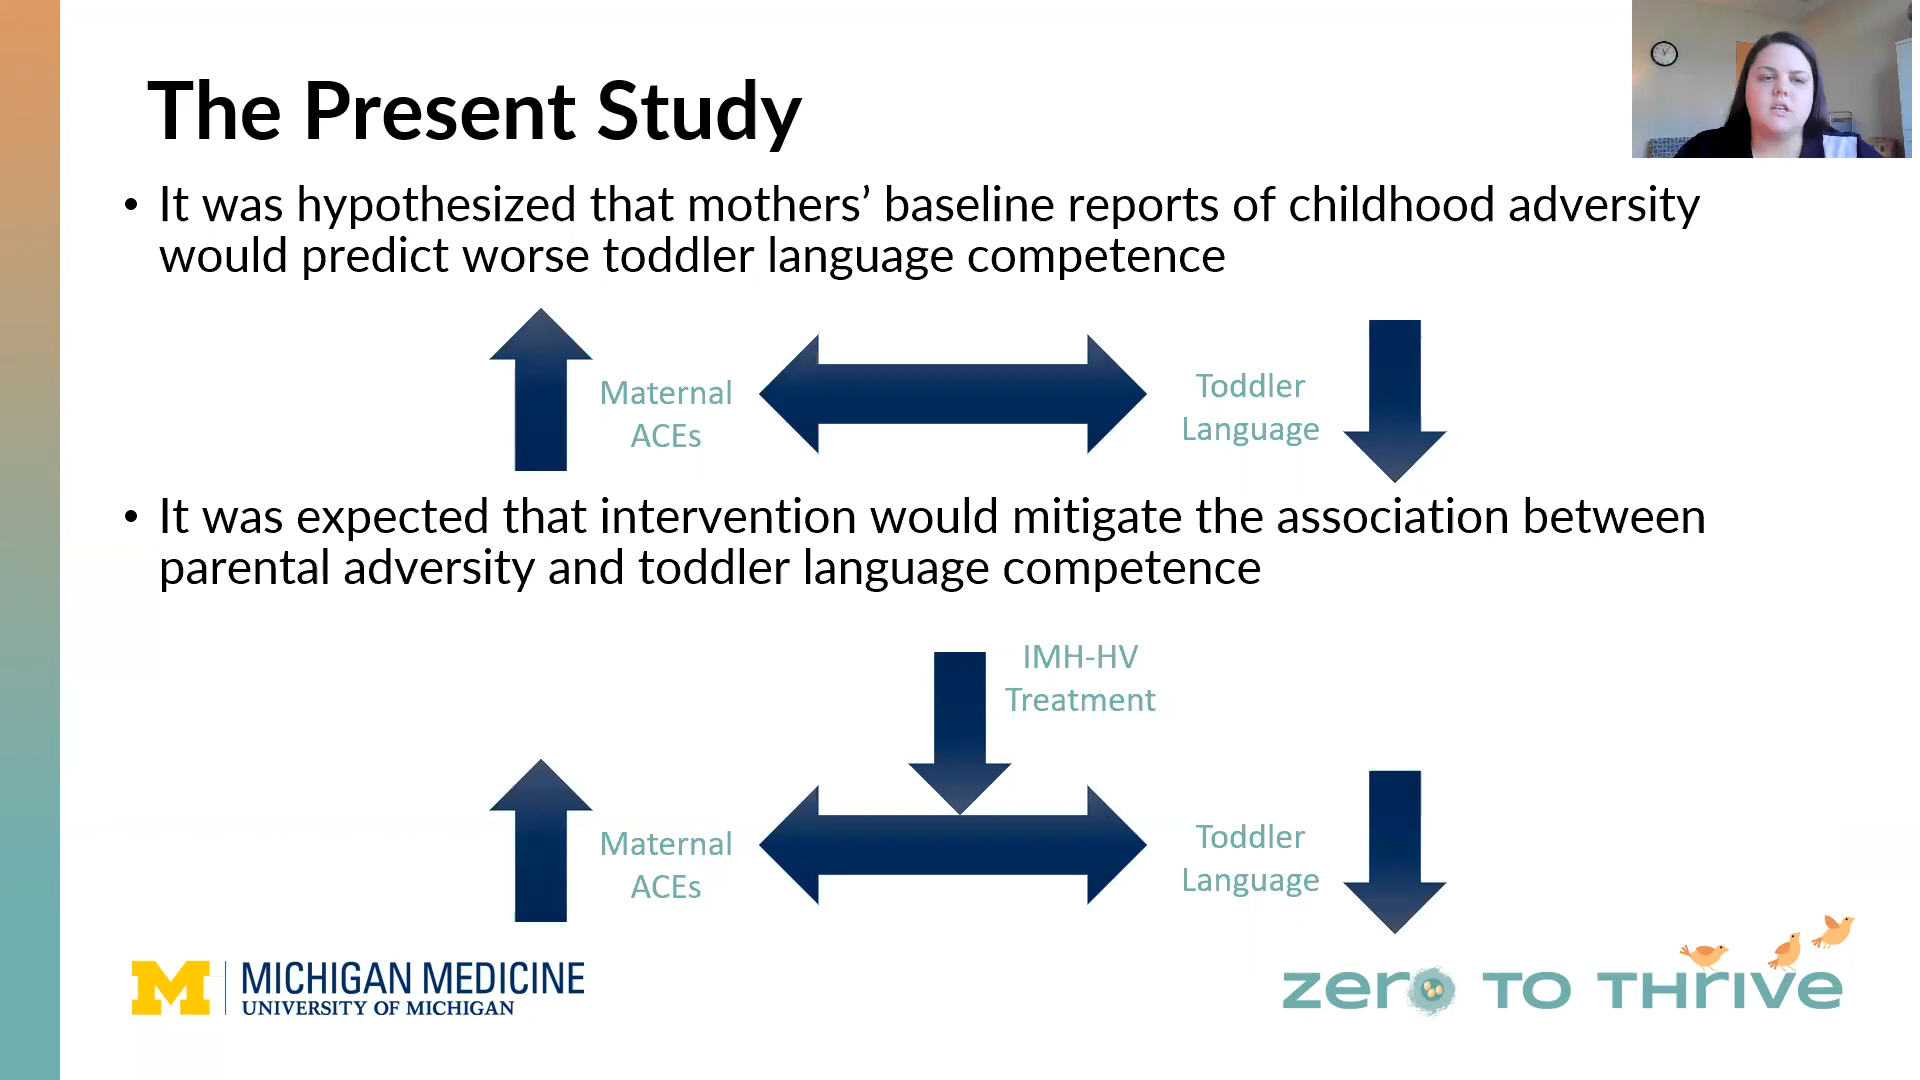 The Present Study
• It was hypothesized that mothers’ baseline reports of childhood adversity
would predict worse toddler language competence
Maternal
ACEs
Toddler
Language
• It was expected that intervention would mitigate the association between
parental adversity and toddler language competence
IMH-HV
Treatment
Maternal
ACEs
Toddler
Language
M MICHIGAN MEDICINE
UNIVERSITY OF MICHIGAN
zero TO THrive